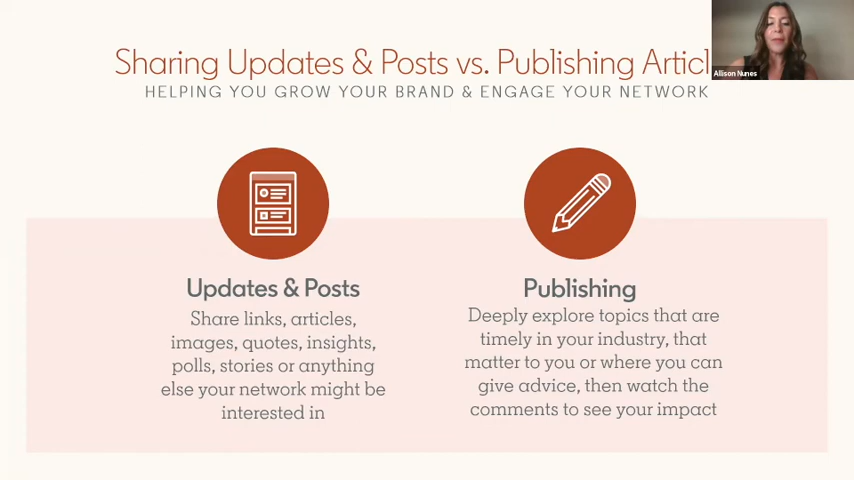 Sharing Updates & Posts vs. Publishing Articl
HELPING YOU GROW YOUR BRAND & ENGAGE YOUR NETWORK
Allison Nunes
Updates & Posts
Share links, articles,
images, quotes, insights,
polls, stories or anything
else your network might be
interested in
Publishing
Deeply explore topics that are
timely in your industry, that
matter to you or where you can
give advice, then watch the
comments to see your impact